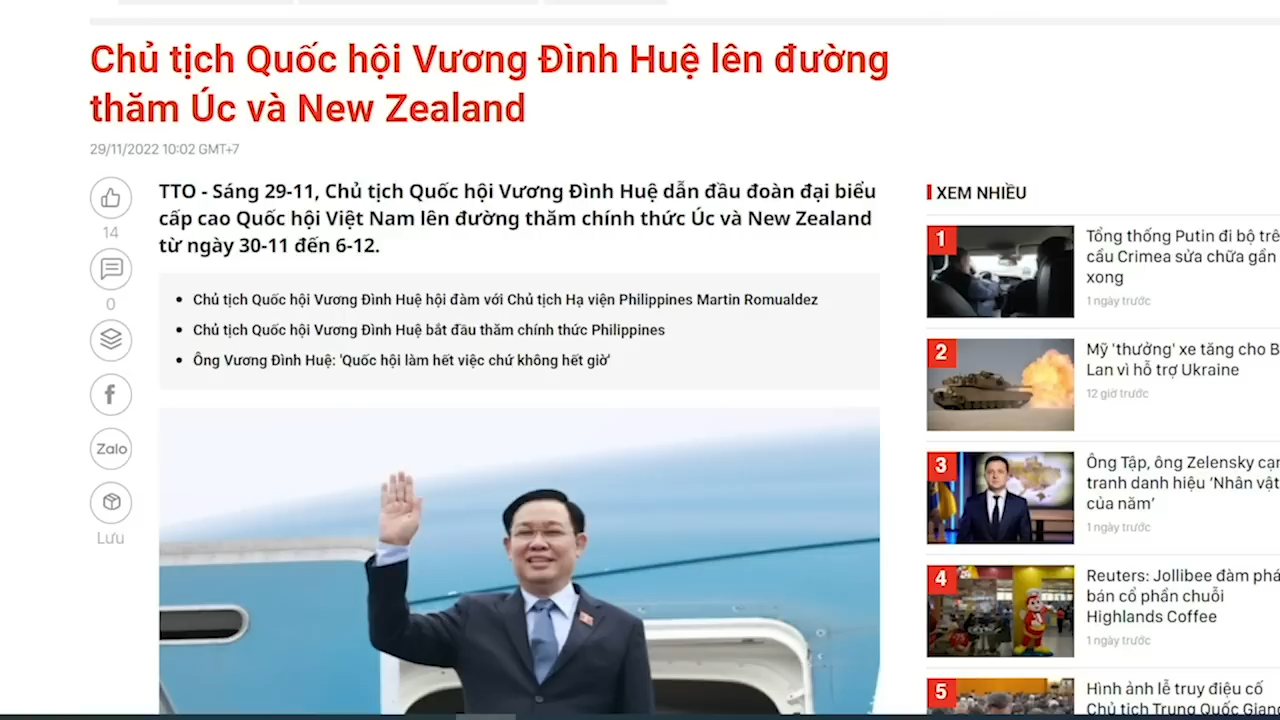 Chủ tịch Quốc hội Vương Đình Huệ lên đường
thăm Úc và New Zealand
29/11/2022 10:02 GMT+7
14
0
Zalo
Lưu
TTO - Sáng 29-11, Chủ tịch Quốc hội Vương Đình Huệ dẫn đầu đoàn đại biểu
cấp cao Quốc hội Việt Nam lên đường thăm chính thức Úc và New Zealand
từ ngày 30-11 đến 6-12.
Chủ tịch Quốc hội Vương Đình Huệ hội đàm với Chủ tịch Hạ viện Philippines Martin Romualdez
Chủ tịch Quốc hội Vương Đình Huệ bắt đầu thăm chính thức Philippines
Ông Vương Đình Huệ: 'Quốc hội làm hết việc chứ không hết giờ'
XEM NHIỀU
1
Tổng thống Putin đi bộ
cầu Crimea sửa chữa gần
xong
1 ngày trước
2
Mỹ 'thưởng' xe tăng cho
Lan vì hỗ trợ Ukraine
12 giờ trước
3
Ông Tập, ông Zelensky
tranh danh hiệu ‘Nhân vật
của năm’
1 ngày trước
4
Reuters: Jollibee đàm
bán cổ phần chuỗi
Highlands Coffee
1 ngày trước
5
Hình ảnh lễ truy điệu cố
Chủ tịch Trung Quốc